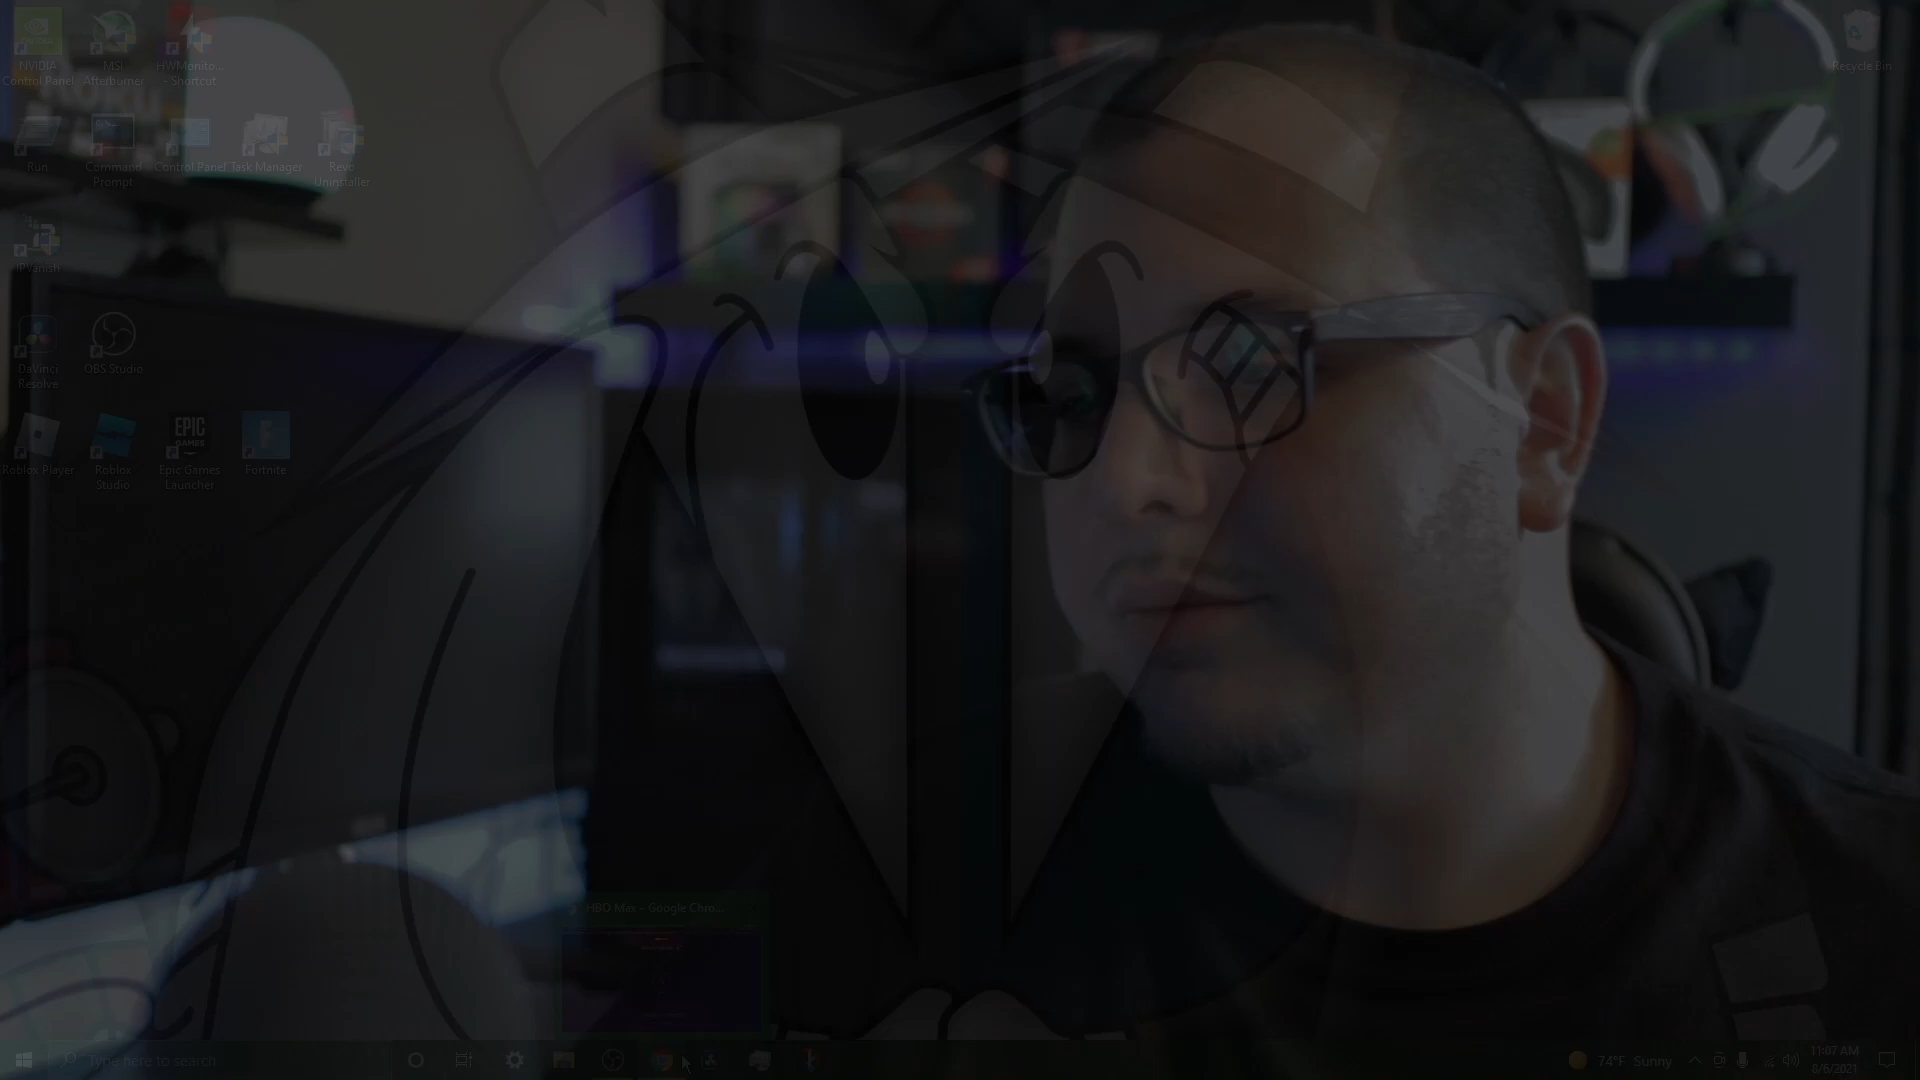 NVIDIA
Control Panel
MSI
Afterburner
HWMonito...
- Shortcut
Recycle Bin
Run
Command
Prompt
Control Panel
Task Manager
Revo
Uninstaller
IPVanish
DaVinci
Resolve
OBS Studio
EPIC
GAMES
Roblox Player
Roblox
Studio
Epic Games
Launcher
Fortnite
HBO Max - Google Chro...
Type here to search
74°F Sunny
11:07 AM
8/6/2021